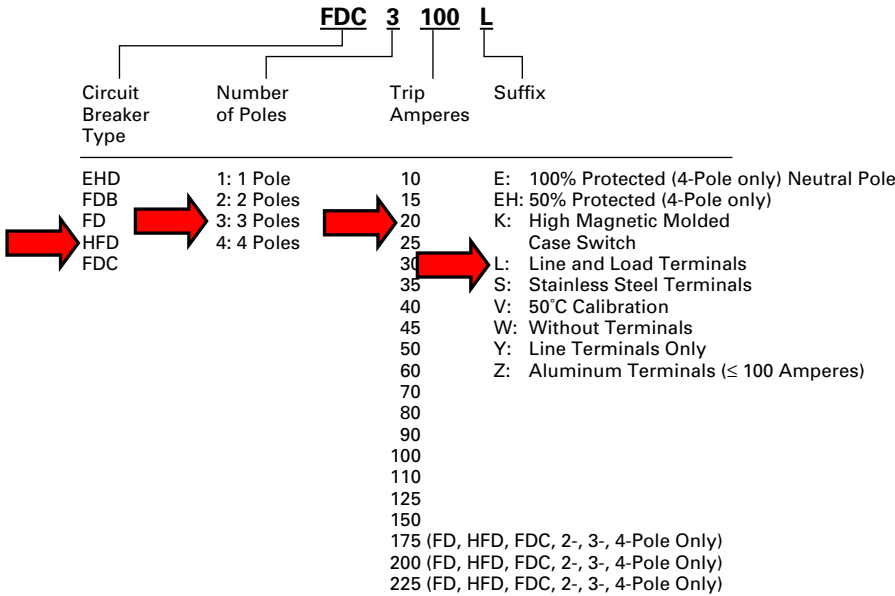 FDC 3 100 L
Circuit Breaker Type
Number of Poles
Trip Amperes
Suffix
EHD
FDB
FD
HFD
FDC
1: 1 Pole
2: 2 Poles
3: 3 Poles
4: 4 Poles
10
15
20
25
30
35
40
45
50
60
70
80
90
100
110
125
150
175 (FD, HFD, FDC, 2-, 3-, 4-Pole Only)
200 (FD, HFD, FDC, 2-, 3-, 4-Pole Only)
225 (FD, HFD, FDC, 2-, 3-, 4-Pole Only)
E: 100% Protected (4-Pole only) Neutral Pole
EH: 50% Protected (4-Pole only)
K: High Magnetic Molded
Case Switch
L: Line and Load Terminals
S: Stainless Steel Terminals
V: 50°C Calibration
W: Without Terminals
Y: Line Terminals Only
Z: Aluminum Terminals (≤ 100 Amperes)